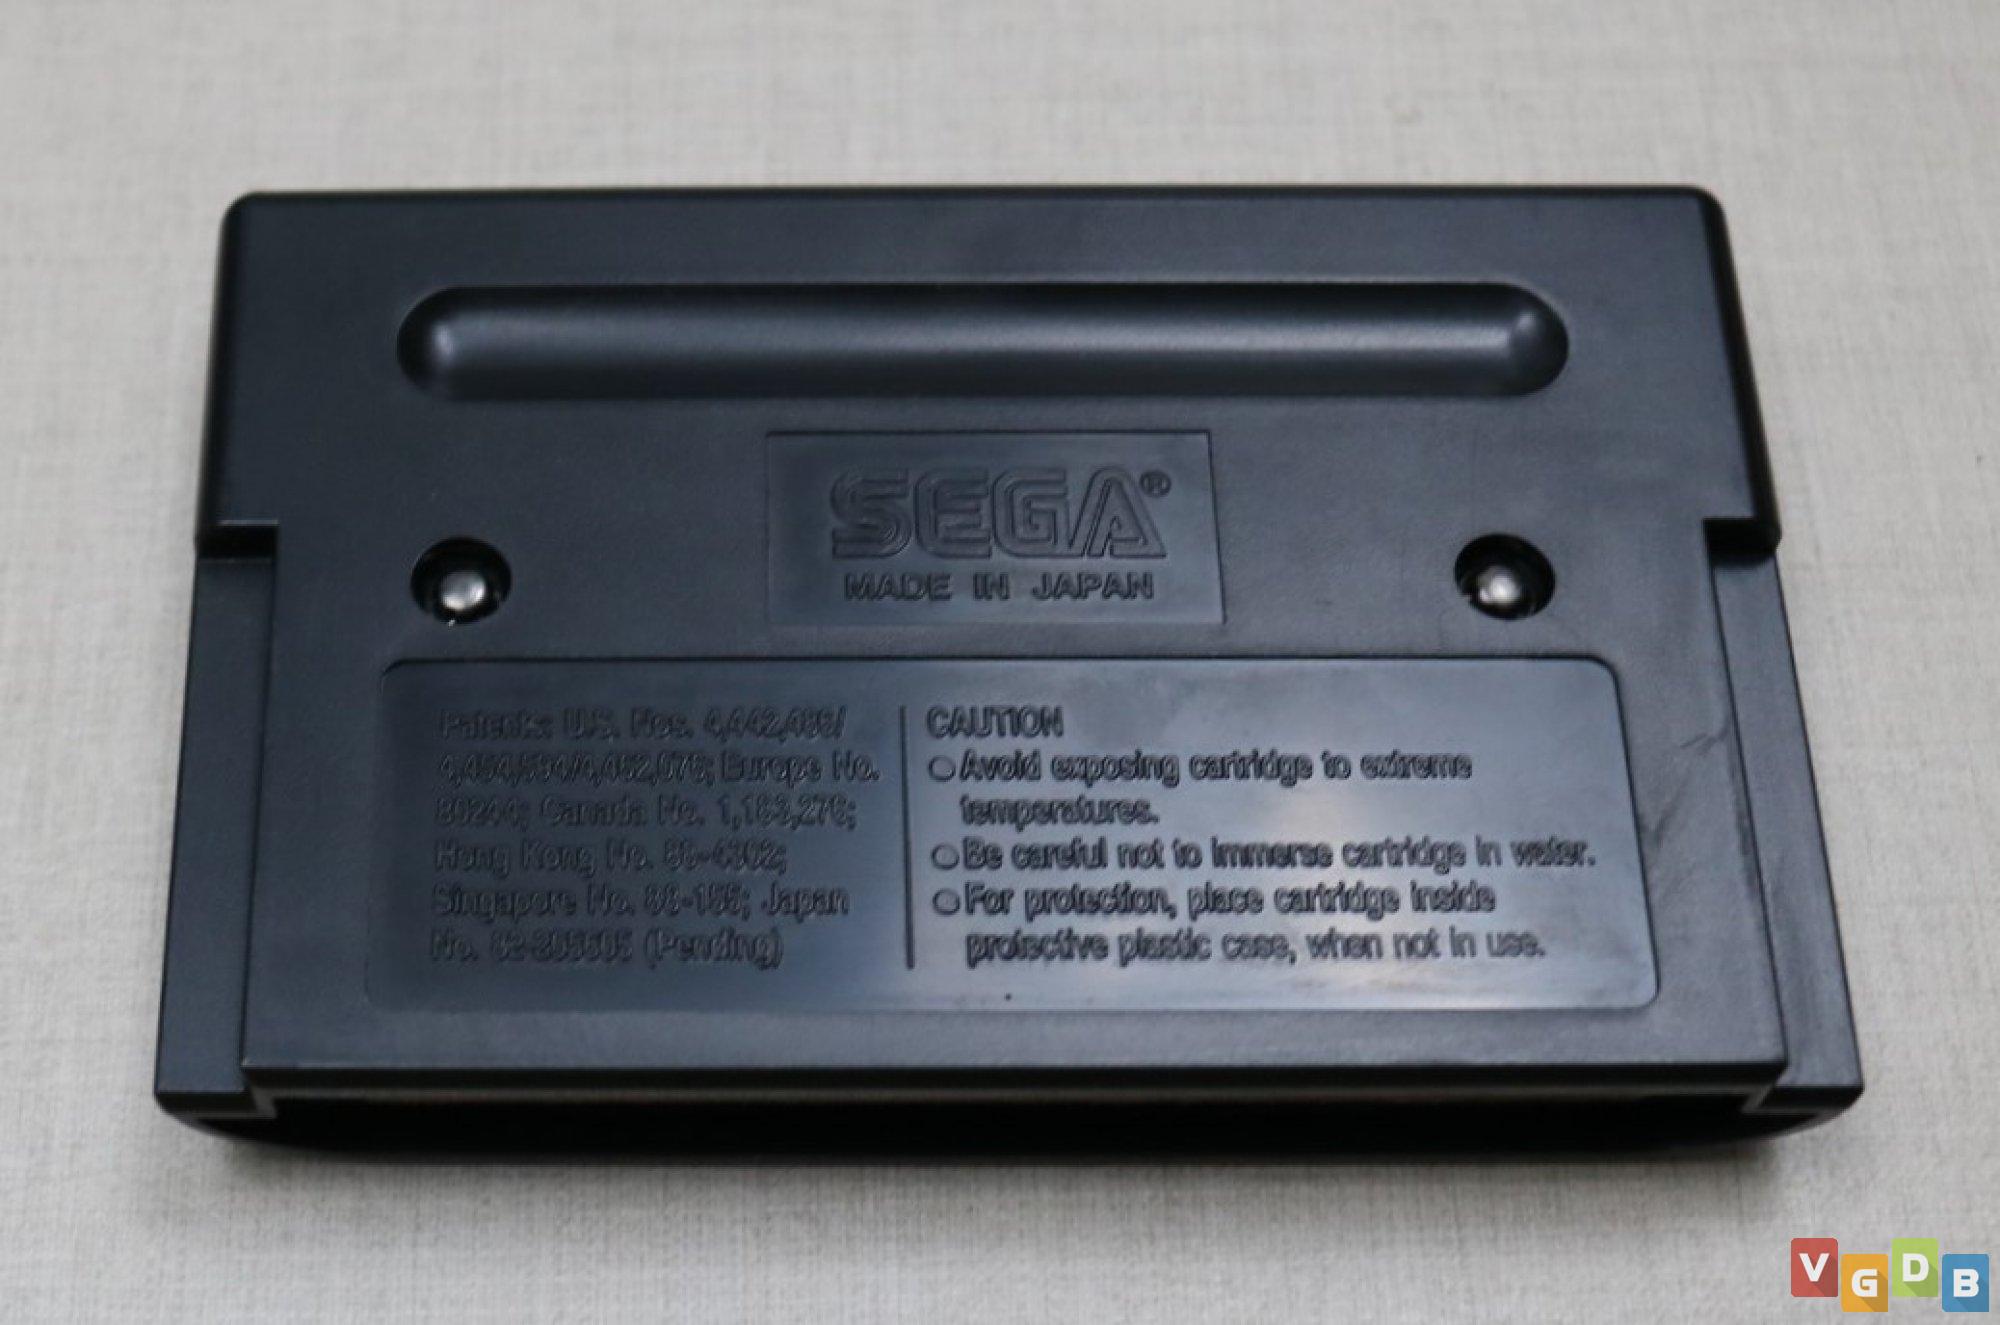 SEGA®
MADE IN JAPAN
Patents: U.S. Nos. 4,442,486/
4,454,594/4,462,076; Europe No.
80244; Canada No. 1,183,276;
Hong Kong No. 88-4302;
Singapore No. 88-155; Japan
No. 82-205605 (Pending)
CAUTION
○Avoid exposing cartridge to extreme
temperatures.
○Be careful not to immerse cartridge in water.
○For protection, place cartridge inside
protective plastic case, when not in use.
VGDB